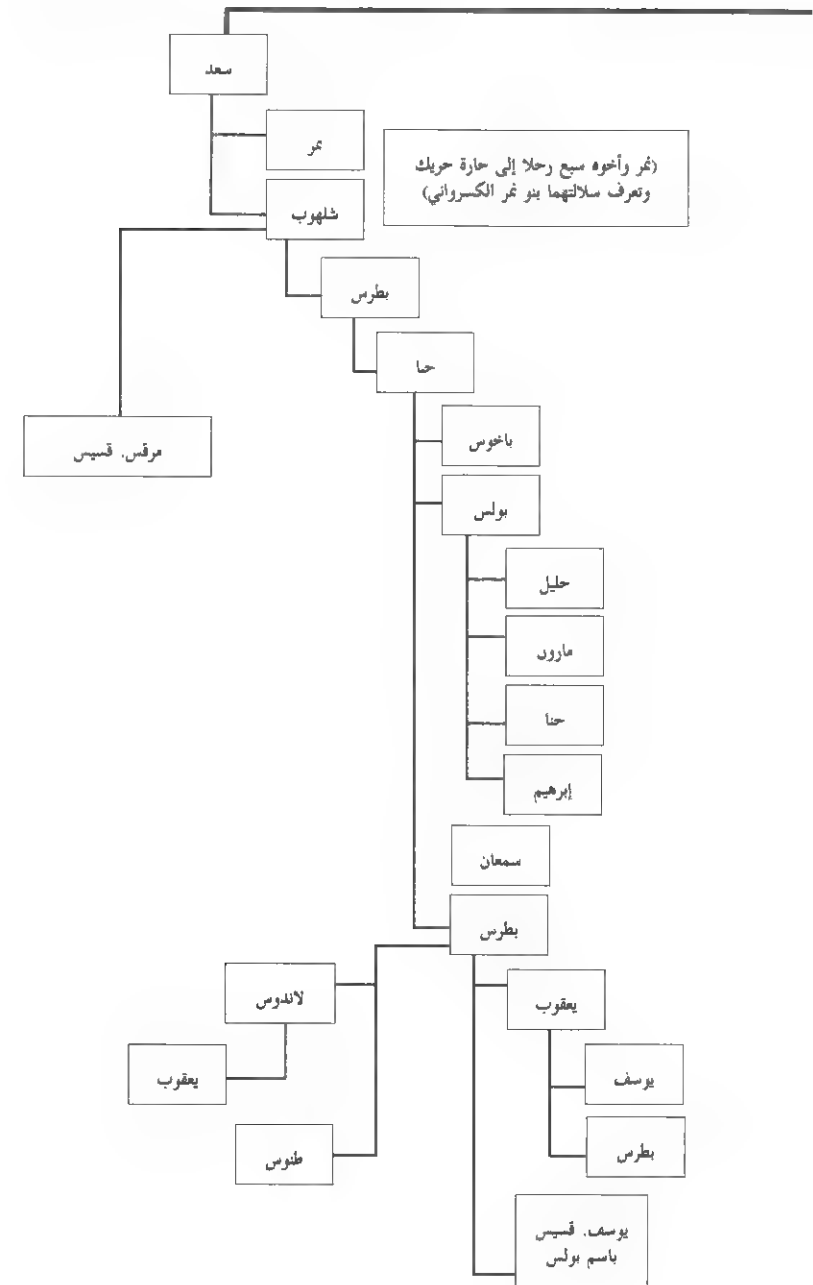 سعد
نمر
(نمر وأخوه سبع رحلا إلى حارة حريك
وتعرف سلالتهما بنو نمر الكسرواني)
شلهوب
بطرس
حنا
مرقس. قسيس
باخوس
بولس
خليل
مارون
حنا
إبرهيم
سمعان
بطرس
لاندوس
يعقوب
يعقوب
يوسف
طنوس
بطرس
يوسف. قسيس
باسم بولس